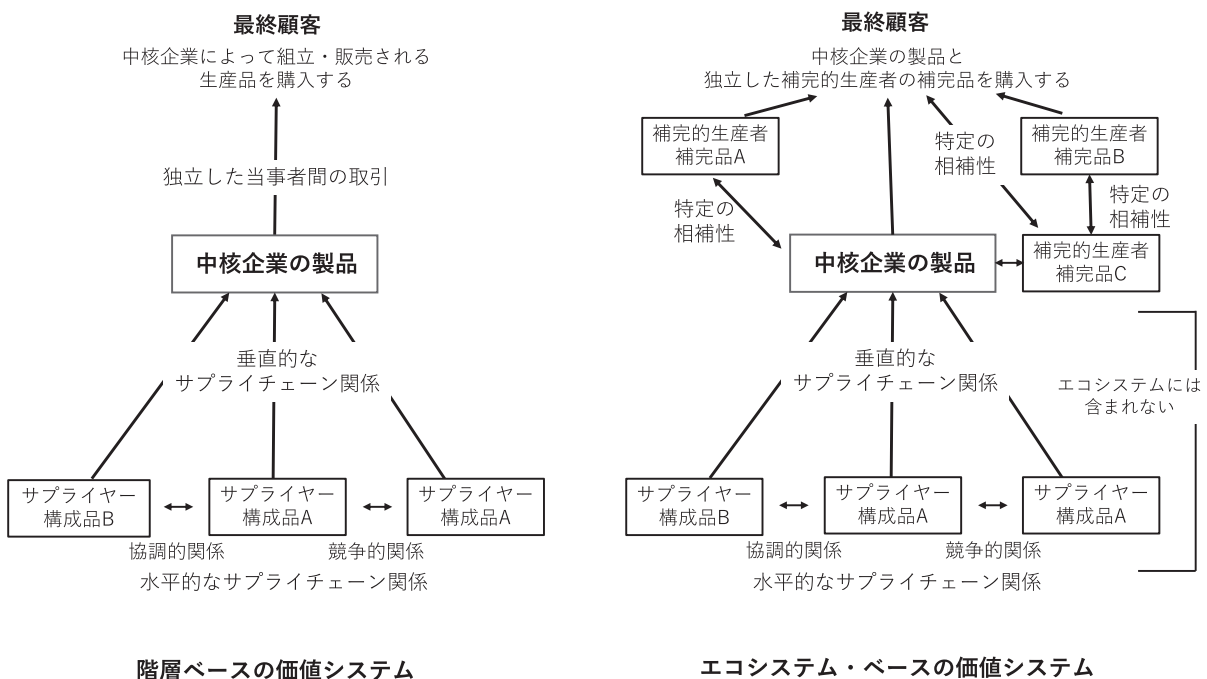 最終顧客
中核企業によって組立・販売される
生産品を購入する
独立した当事者間の取引
中核企業の製品
垂直的な
サプライチェーン関係
サプライヤー
構成品B
サプライヤー
構成品A
サプライヤー
構成品A
協調的関係
競争的関係
水平的なサプライチェーン関係
階層ベースの価値システム
最終顧客
中核企業の製品と
独立した補完的生産者の補完品を購入する
補完的生産者
補完品A
特定の
相補性
補完的生産者
補完品B
特定の
相補性
特定の
相補性
中核企業の製品
補完的生産者
補完品C
垂直的な
サプライチェーン関係
エコシステムには
含まれない
サプライヤー
構成品B
サプライヤー
構成品A
サプライヤー
構成品A
協調的関係
競争的関係
水平的なサプライチェーン関係
エコシステム・ベースの価値システム